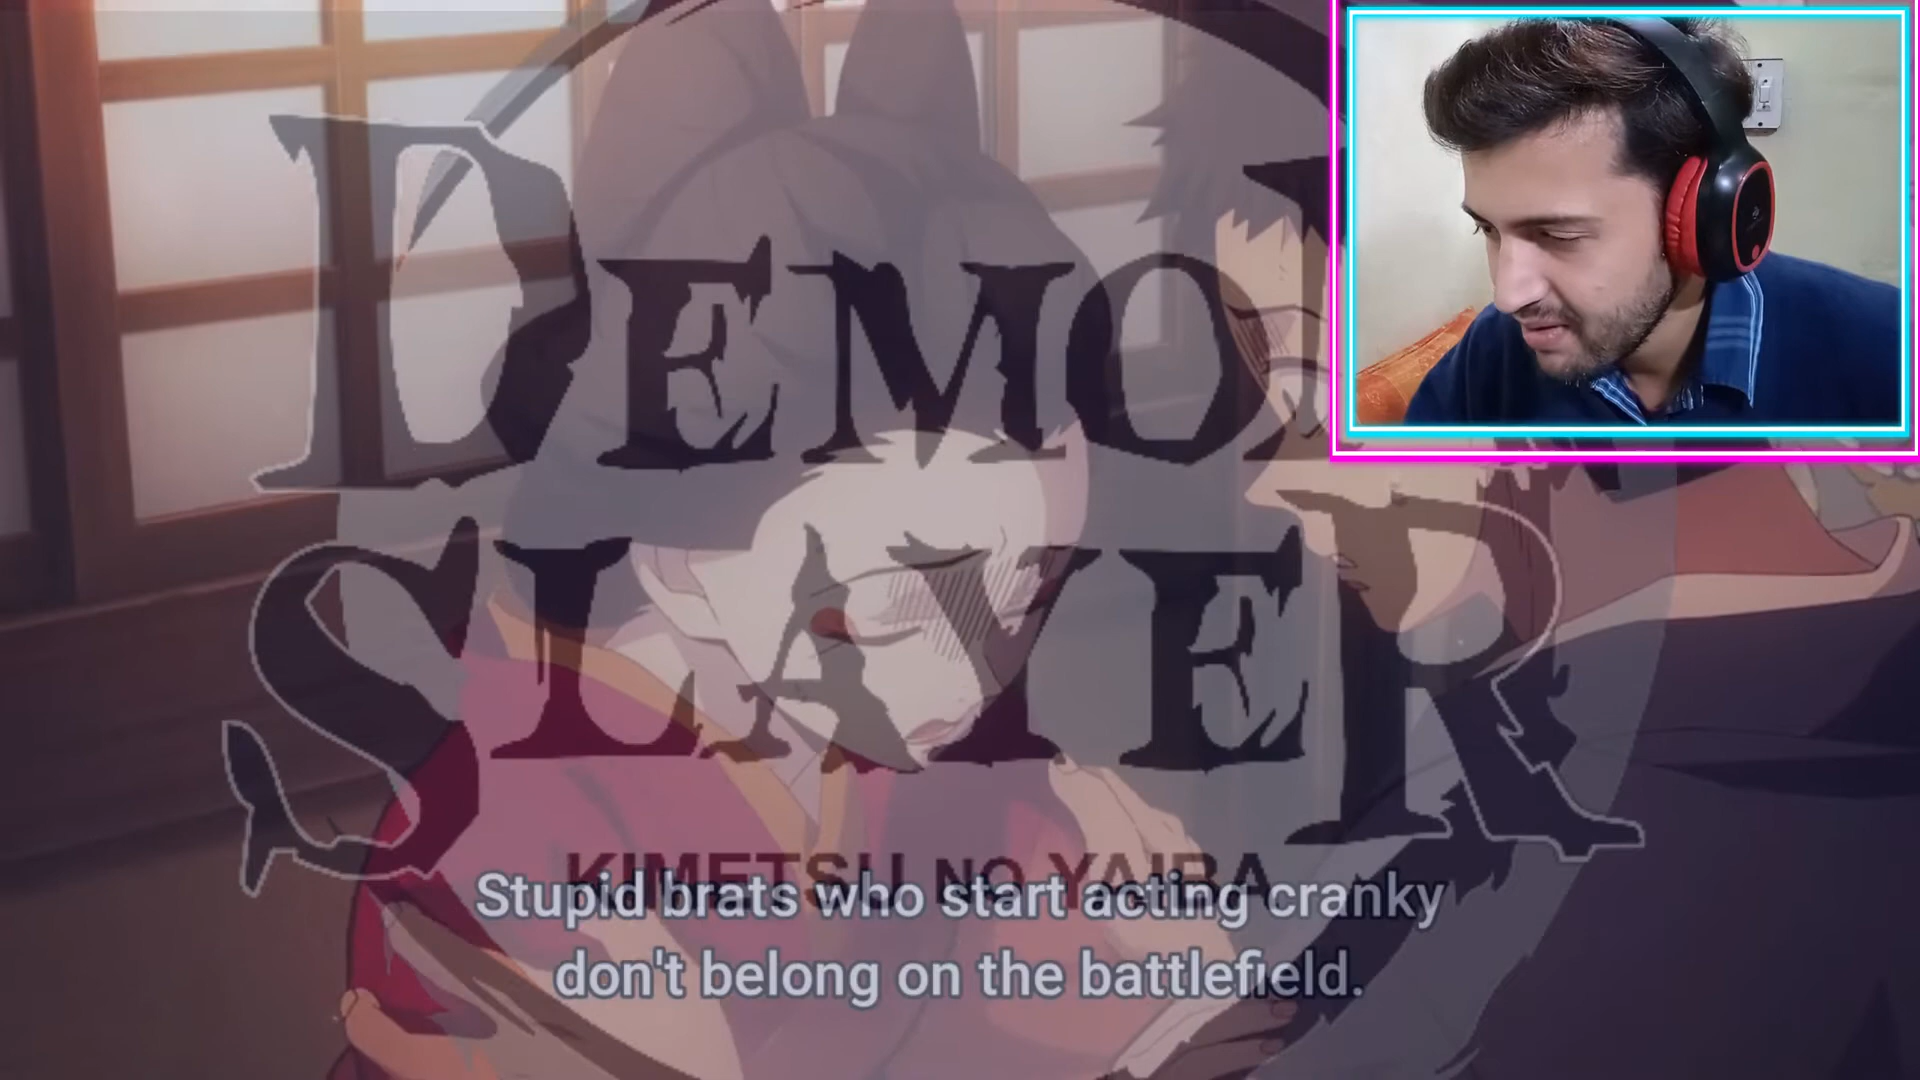 DEMON
SLAYER
KIMETSU NO YAIBA
Stupid brats who start acting cranky
don't belong on the battlefield.